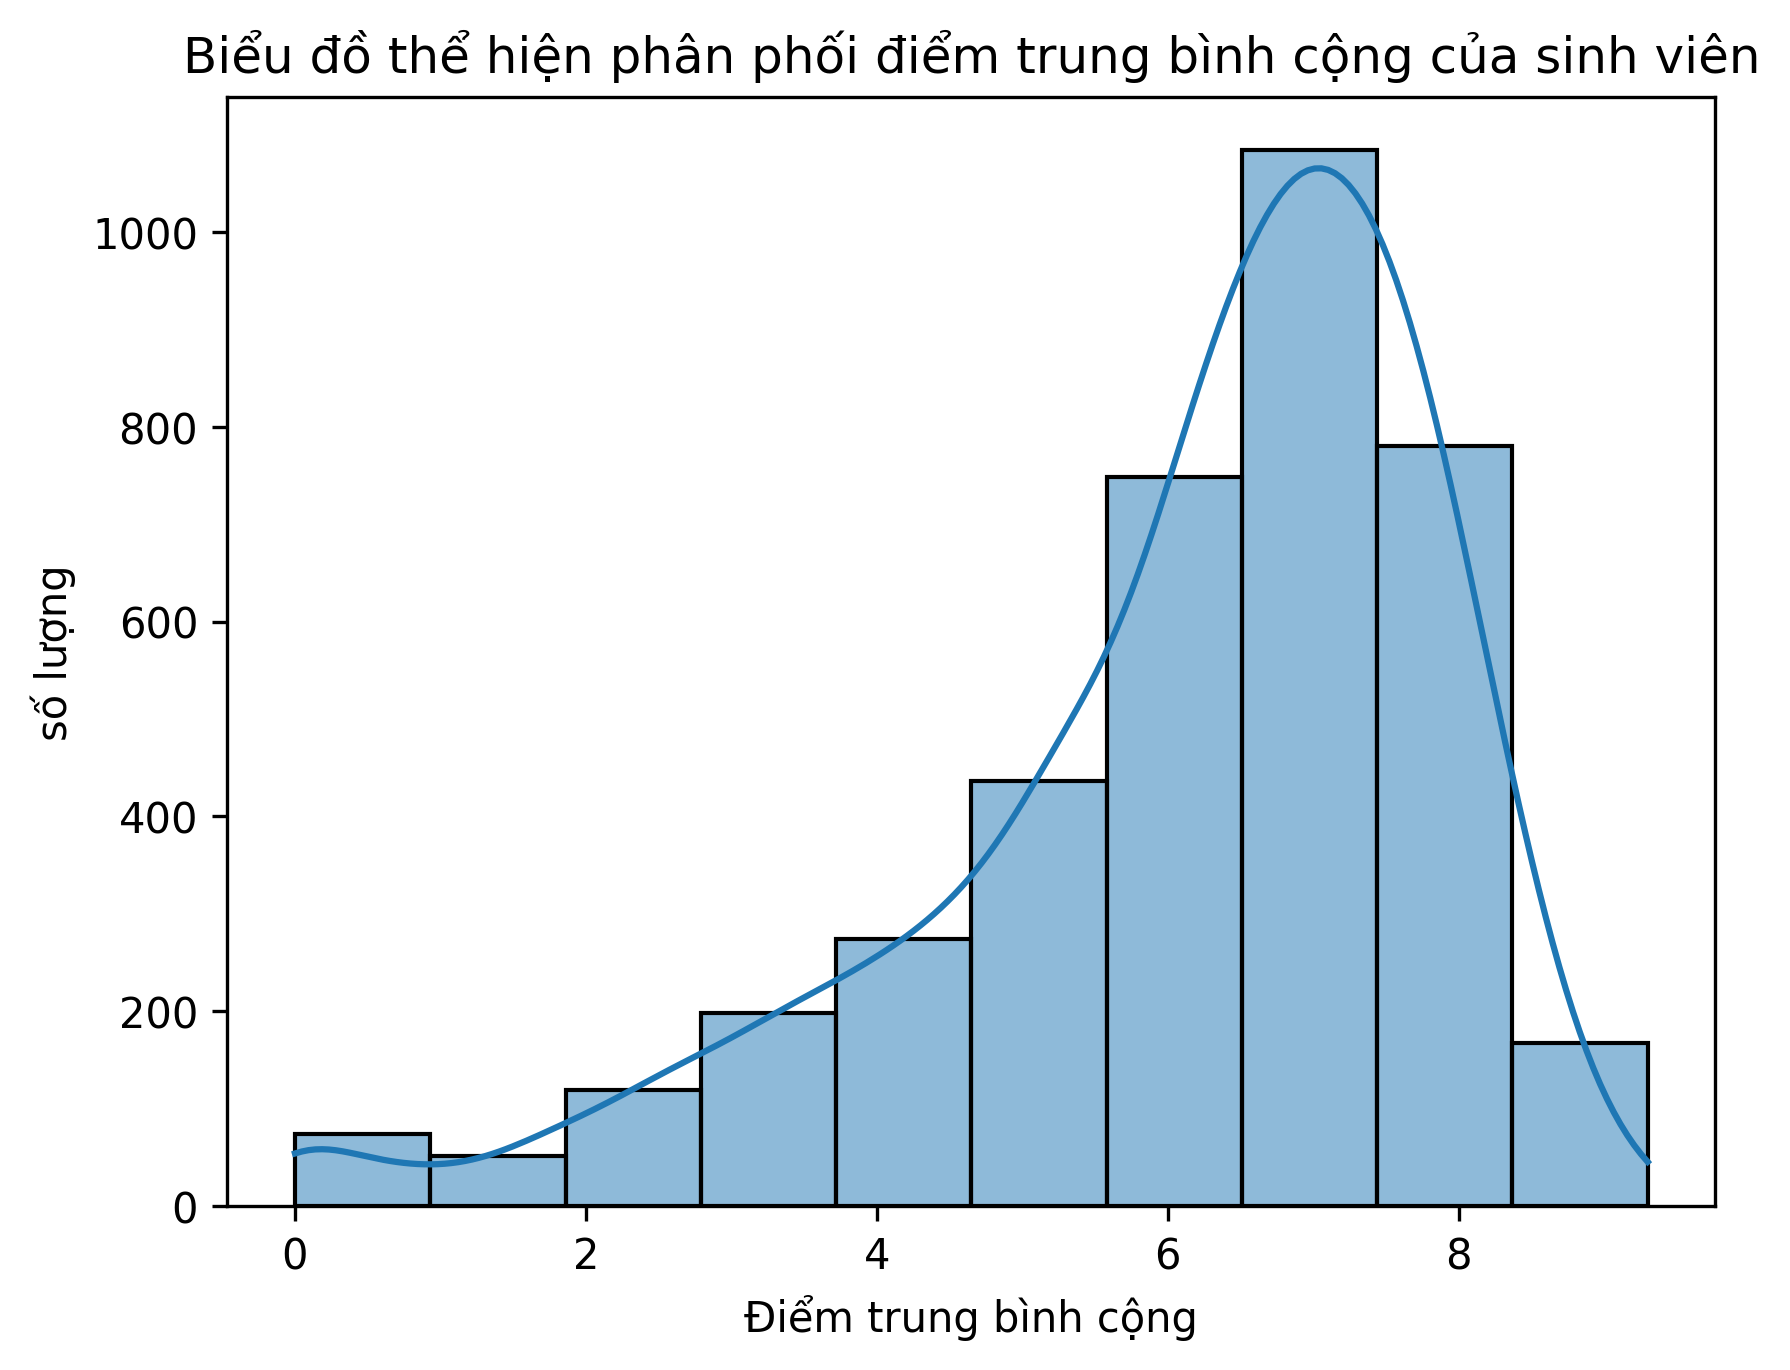 Biểu đồ thể hiện phân phối điểm trung bình cộng của sinh viên
số lượng
1000
800
600
400
200
0
0 2 4 6 8
Điểm trung bình cộng